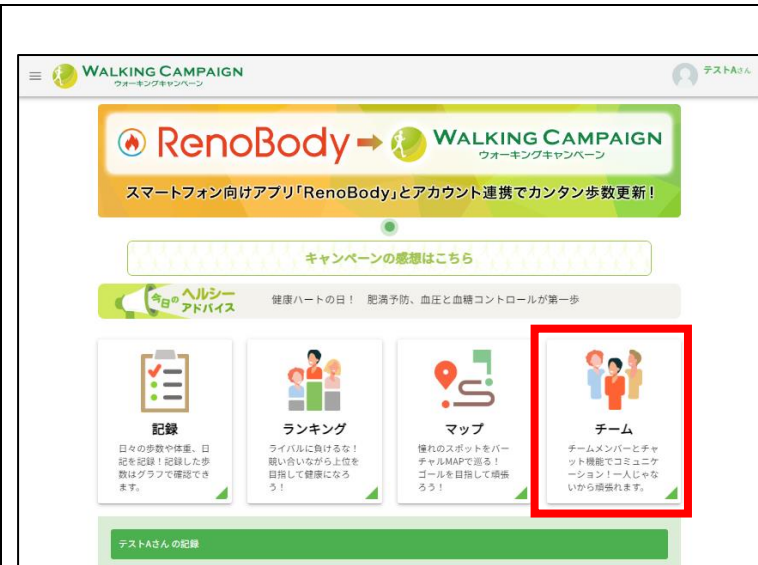 WALKING CAMPAIGN
ウォーキングキャンペーン
テストAさん
RenoBody
WALKING CAMPAIGN
ウォーキングキャンペーン
スマートフォン向けアプリ「RenoBody」とアカウント連携でカンタン歩数更新！
キャンペーンの感想はこちら
今日の ヘルシー
アドバイス
健康ハートの日！　肥満予防、血圧と血糖コントロールが第一歩
記録
日々の歩数や体重、日
記を記録！記録した歩
数はグラフで確認でき
ます。
ランキング
ライバルに負けるな！
競い合いながら上位を
目指して健康になろ
う！
マップ
憧れのスポットをバー
チャルMAPで巡る！
ゴールを目指して頑張
ろう！
チーム
チームメンバーとチャ
ット機能でコミュニケ
ーション！一人じゃな
いから頑張れます。
テストAさん の記録